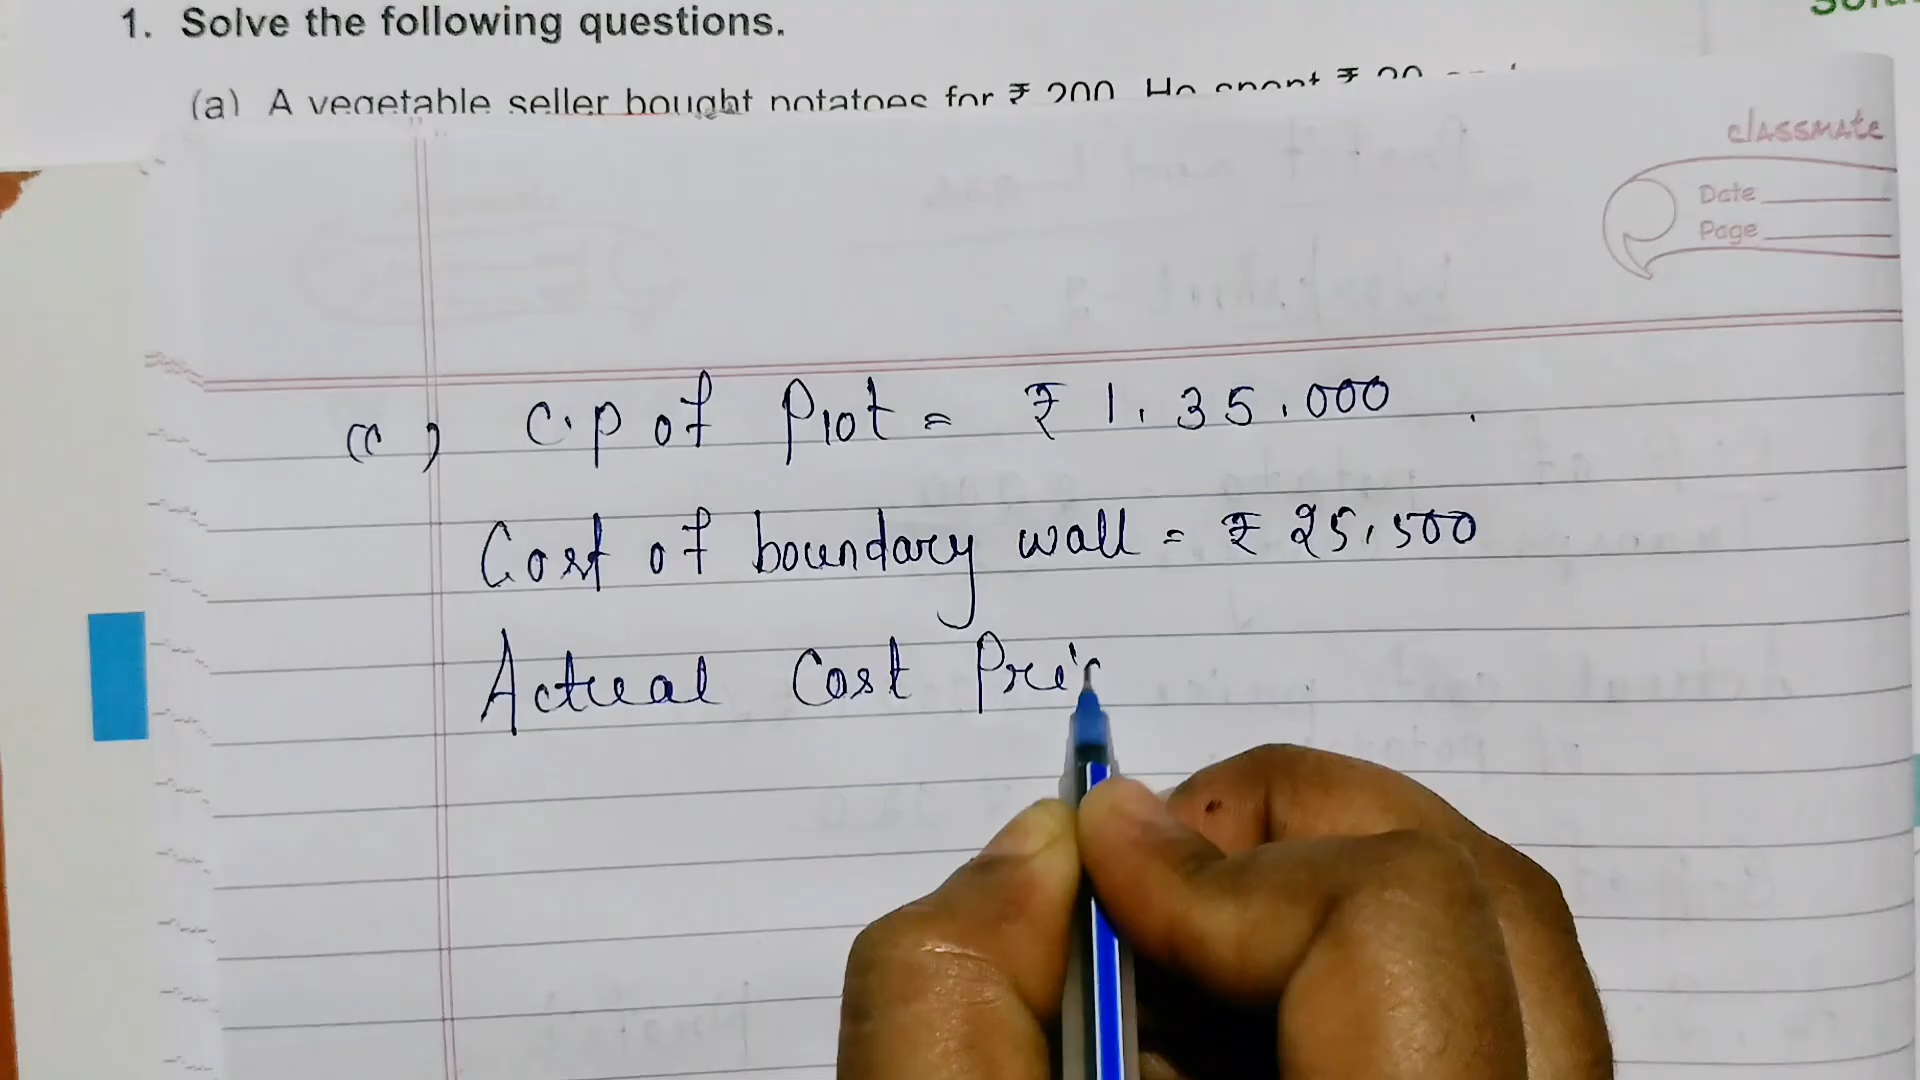 1. Solve the following questions.
(a) A vegetable seller bought potatoes for ₹ 200. He spent ₹ 20
classmate
Date
Page
(c) C.P of Plot = ₹ 1,35,000
Cost of boundary wall = ₹ 25,500
Actual Cost Pric